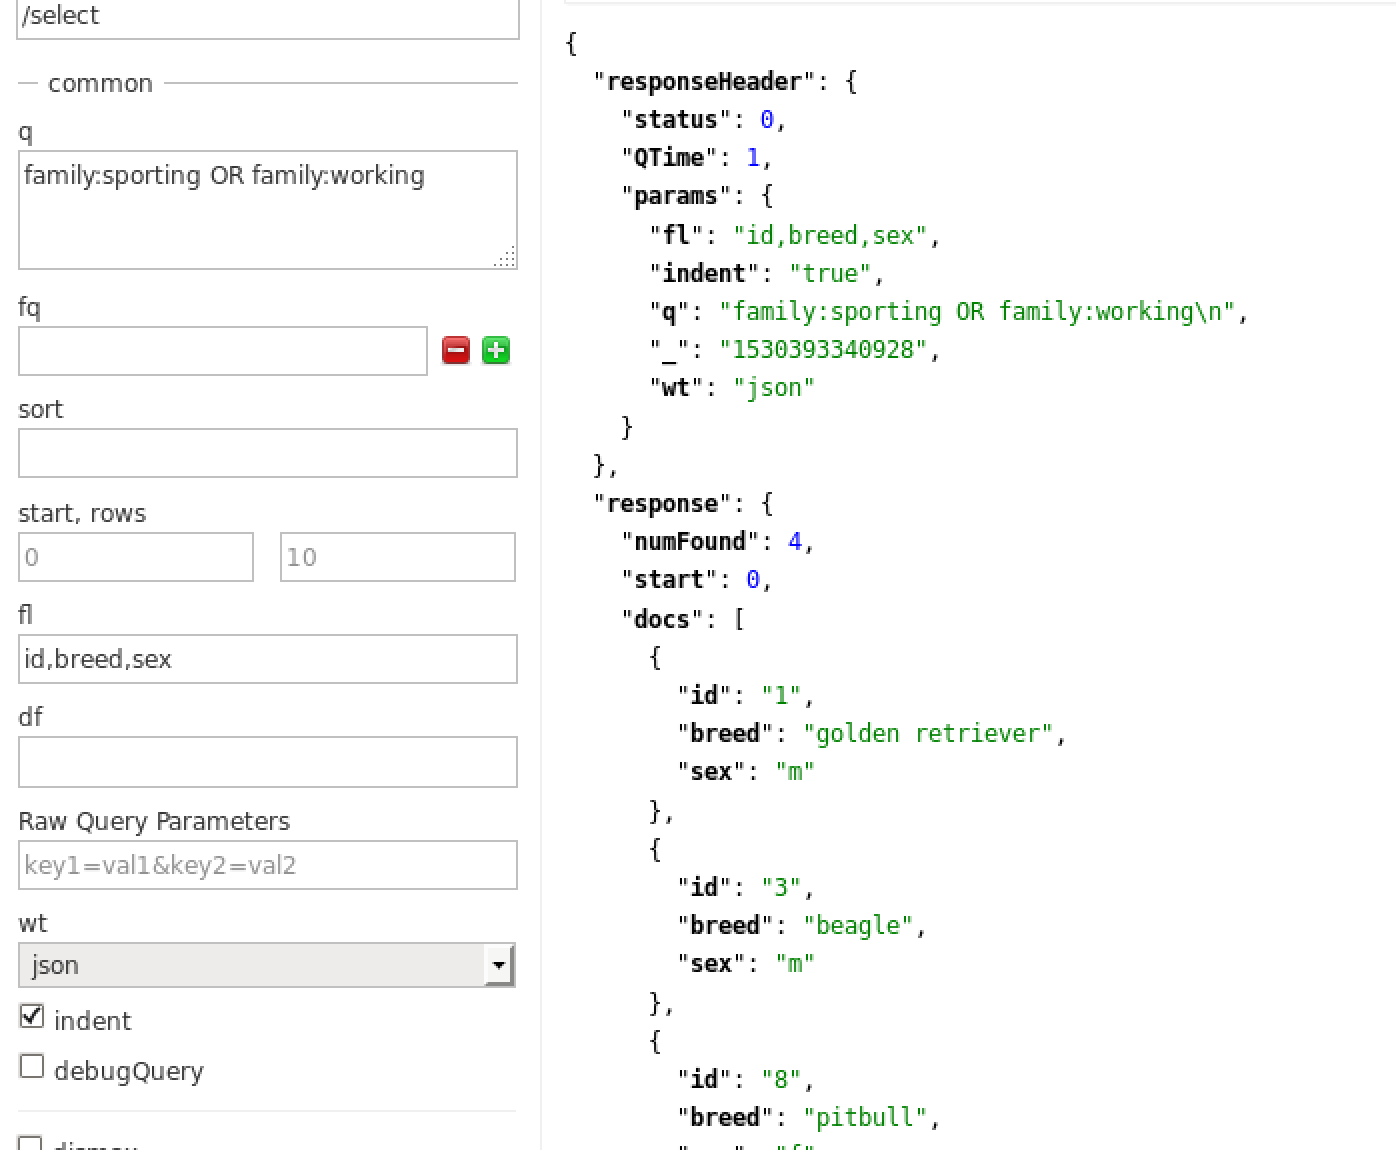 /select
common
q
family:sporting OR family:working
fq
sort
start, rows
0 10
fl
id,breed,sex
df
Raw Query Parameters
key1=val1&key2=val2
wt
json
indent
debugQuery
dismax
{
"responseHeader": {
"status": 0,
"QTime": 1,
"params": {
"fl": "id,breed,sex",
"indent": "true",
"q": "family:sporting OR family:working\n",
"_": "1530393340928",
"wt": "json"
}
},
"response": {
"numFound": 4,
"start": 0,
"docs": [
{
"id": "1",
"breed": "golden retriever",
"sex": "m"
},
{
"id": "3",
"breed": "beagle",
"sex": "m"
},
{
"id": "8",
"breed": "pitbull",